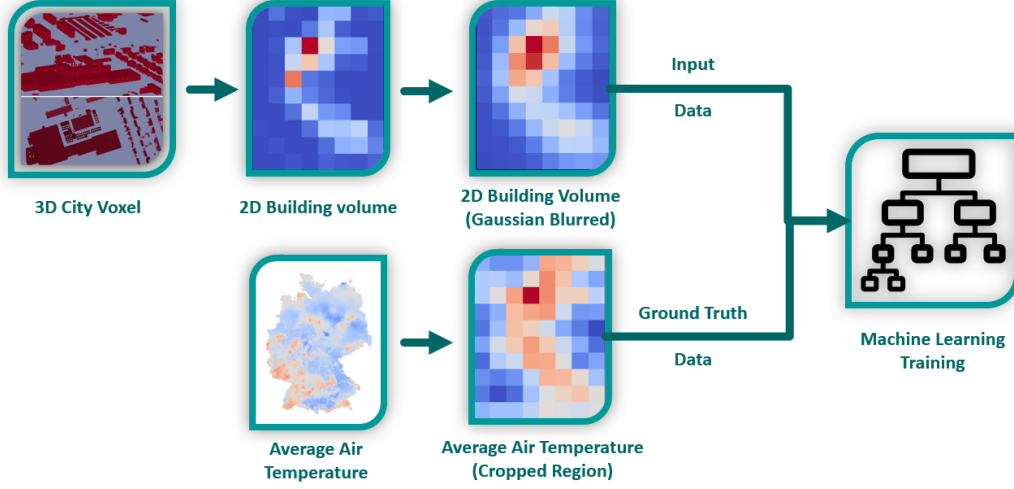 Input
Data
3D City Voxel
2D Building volume
2D Building Volume
(Gaussian Blurred)
Ground Truth
Data
Machine Learning
Training
Average Air
Temperature
Average Air Temperature
(Cropped Region)